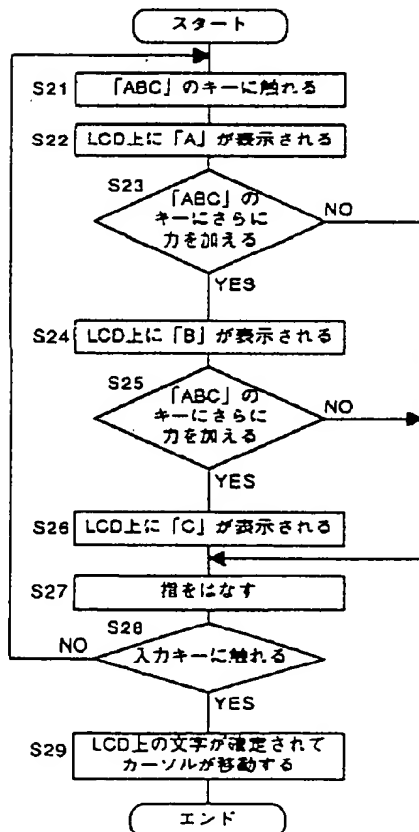 スタート
S21 「ABC」のキーに触れる
S22 LCD上に「A」が表示される
S23
「ABC」の
キーにさらに
力を加える
NO
YES
S24 LCD上に「B」が表示される
S25
「ABC」の
キーにさらに
力を加える
NO
YES
S26 LCD上に「C」が表示される
S27 指をはなす
S28
NO
入力キーに触れる
YES
S29 LCD上の文字が確定されて
カーソルが移動する
エンド